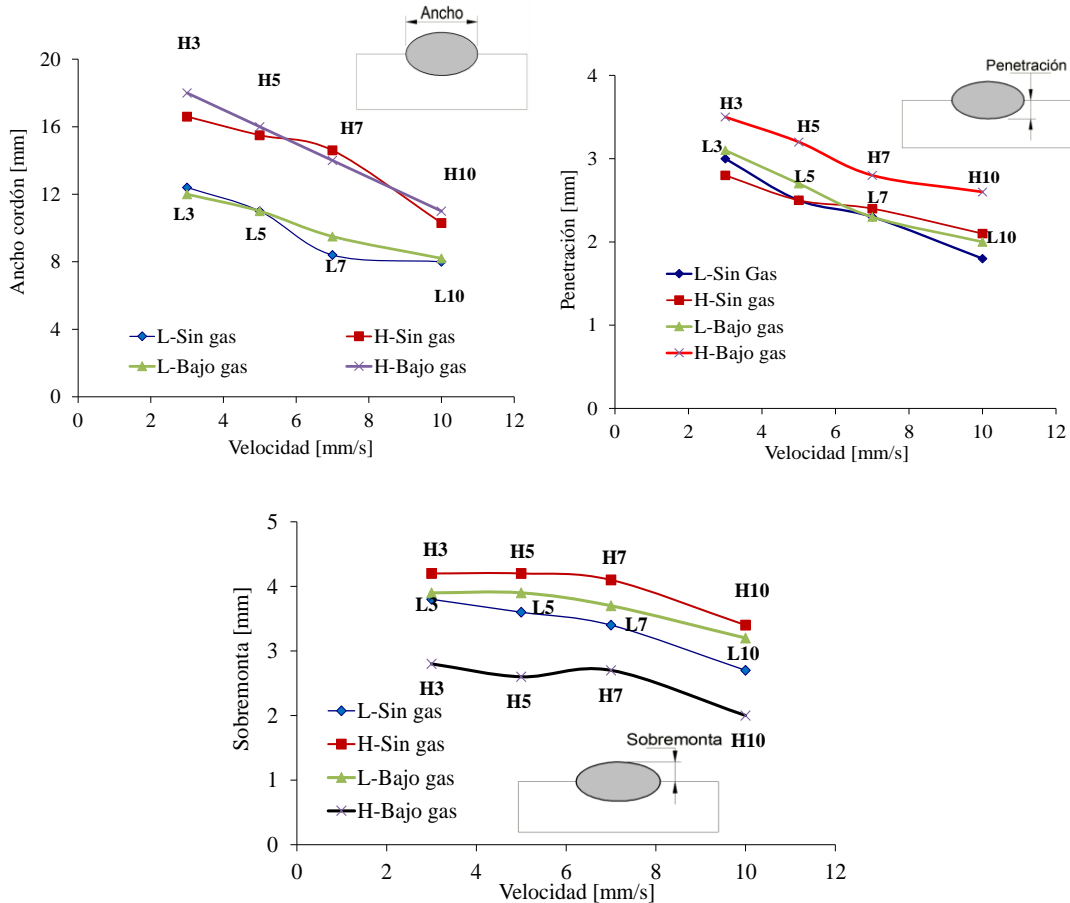 Ancho
H3
H5
H7
H10
L3
L5
L7
L10
20
16
12
8
4
0
Ancho cordón [mm]
L-Sin gas
H-Sin gas
L-Bajo gas
H-Bajo gas
0 2 4 6 8 10 12
Velocidad [mm/s]
Penetración
4
3
2
1
0
Penetración [mm]
H3
H5
H7
H10
L3
L5
L7
L10
L-Sin Gas
H-Sin gas
L-Bajo gas
H-Bajo gas
0 2 4 6 8 10 12
Velocidad [mm/s]
5
4
3
2
1
0
Sobremonta [mm]
H3
H5
H7
H10
L3
L5
L7
L10
H3
H5
H7
H10
L-Sin gas
H-Sin gas
L-Bajo gas
H-Bajo gas
Sobremonta
0 2 4 6 8 10 12
Velocidad [mm/s]